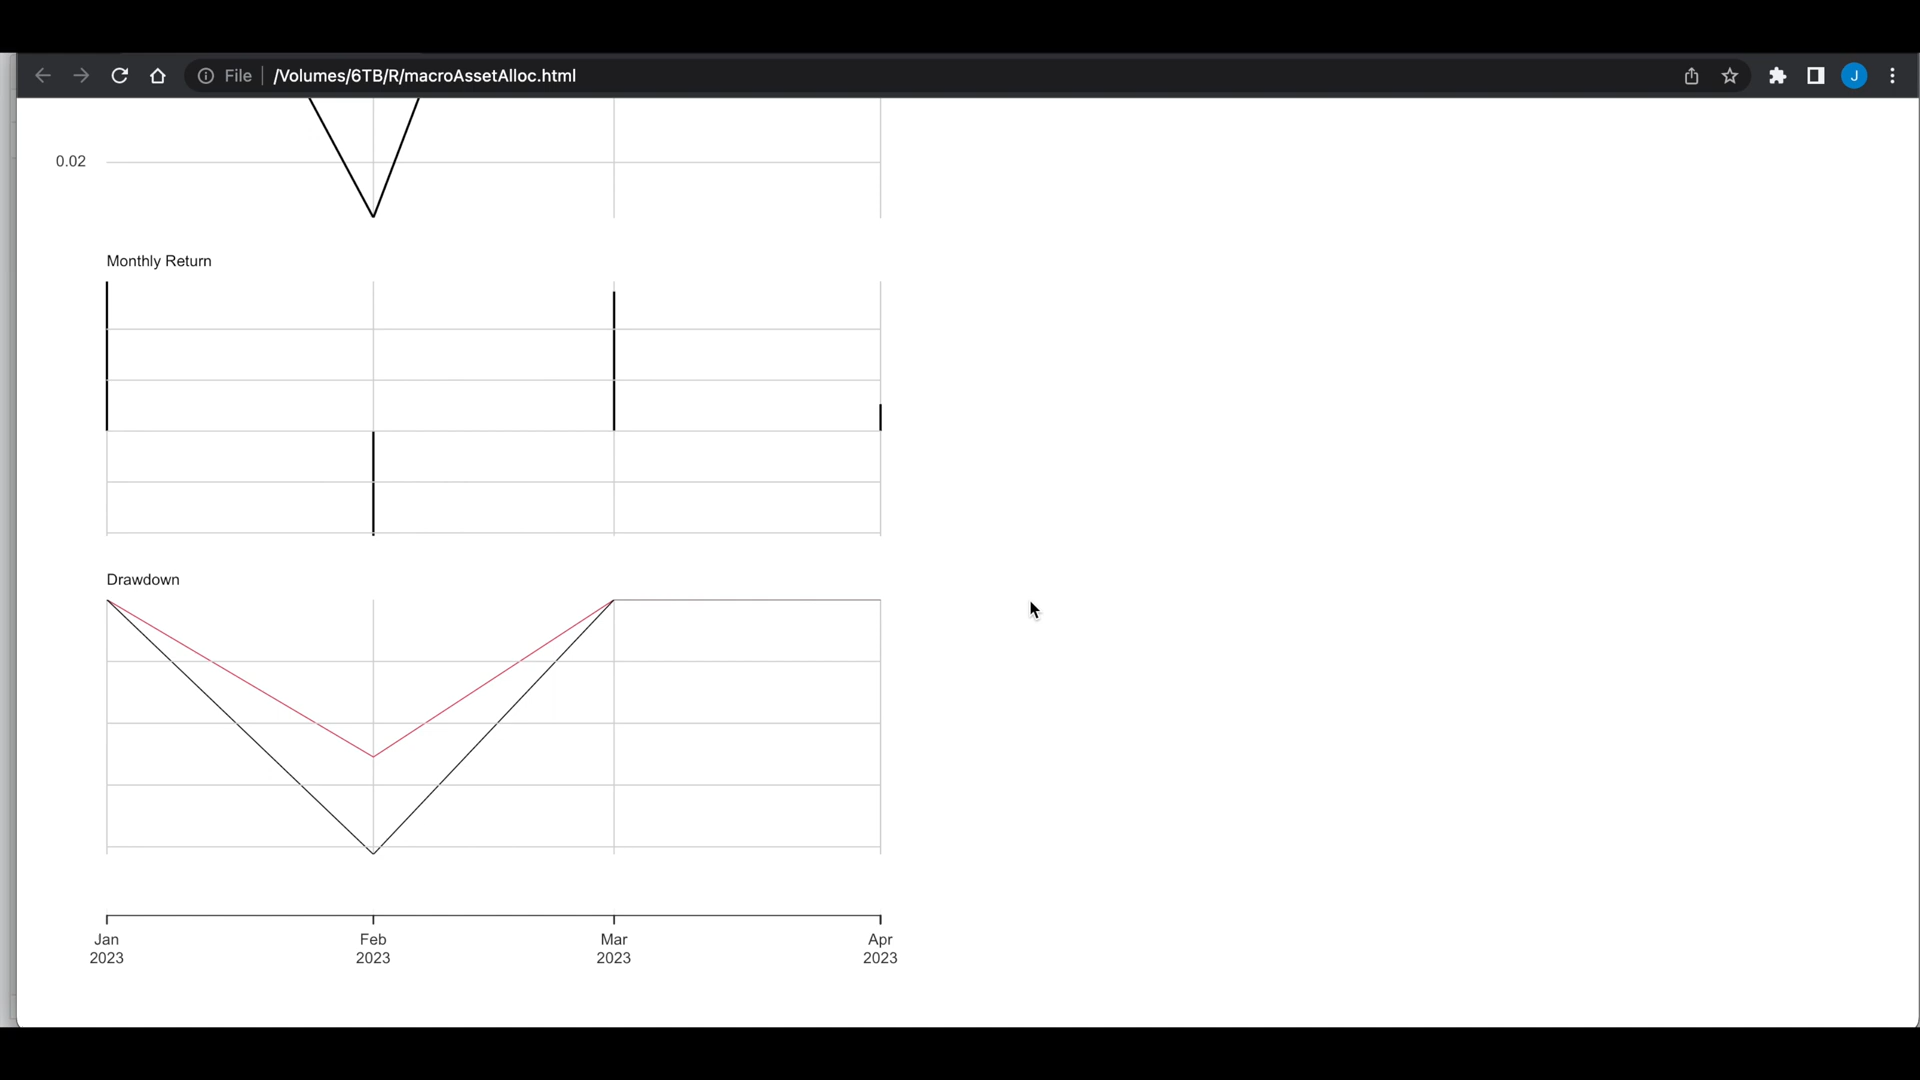 File
/Volumes/6TB/R/macroAssetAlloc.html
J
0.02
Monthly Return
Drawdown
Jan
2023
Feb
2023
Mar
2023
Apr
2023